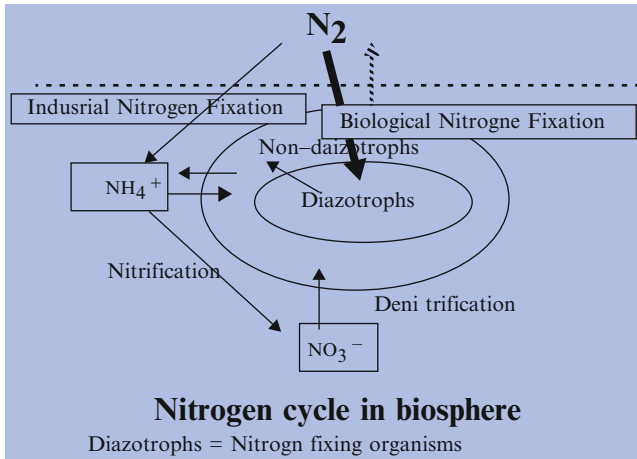 N2
Indusrial Nitrogen Fixation
Biological Nitrogne Fixation
Non-daizotrophs
NH4+
Diazotrophs
Nitrification
Deni trification
NO3−
Nitrogen cycle in biosphere
Diazotrophs = Nitrogn fixing organisms